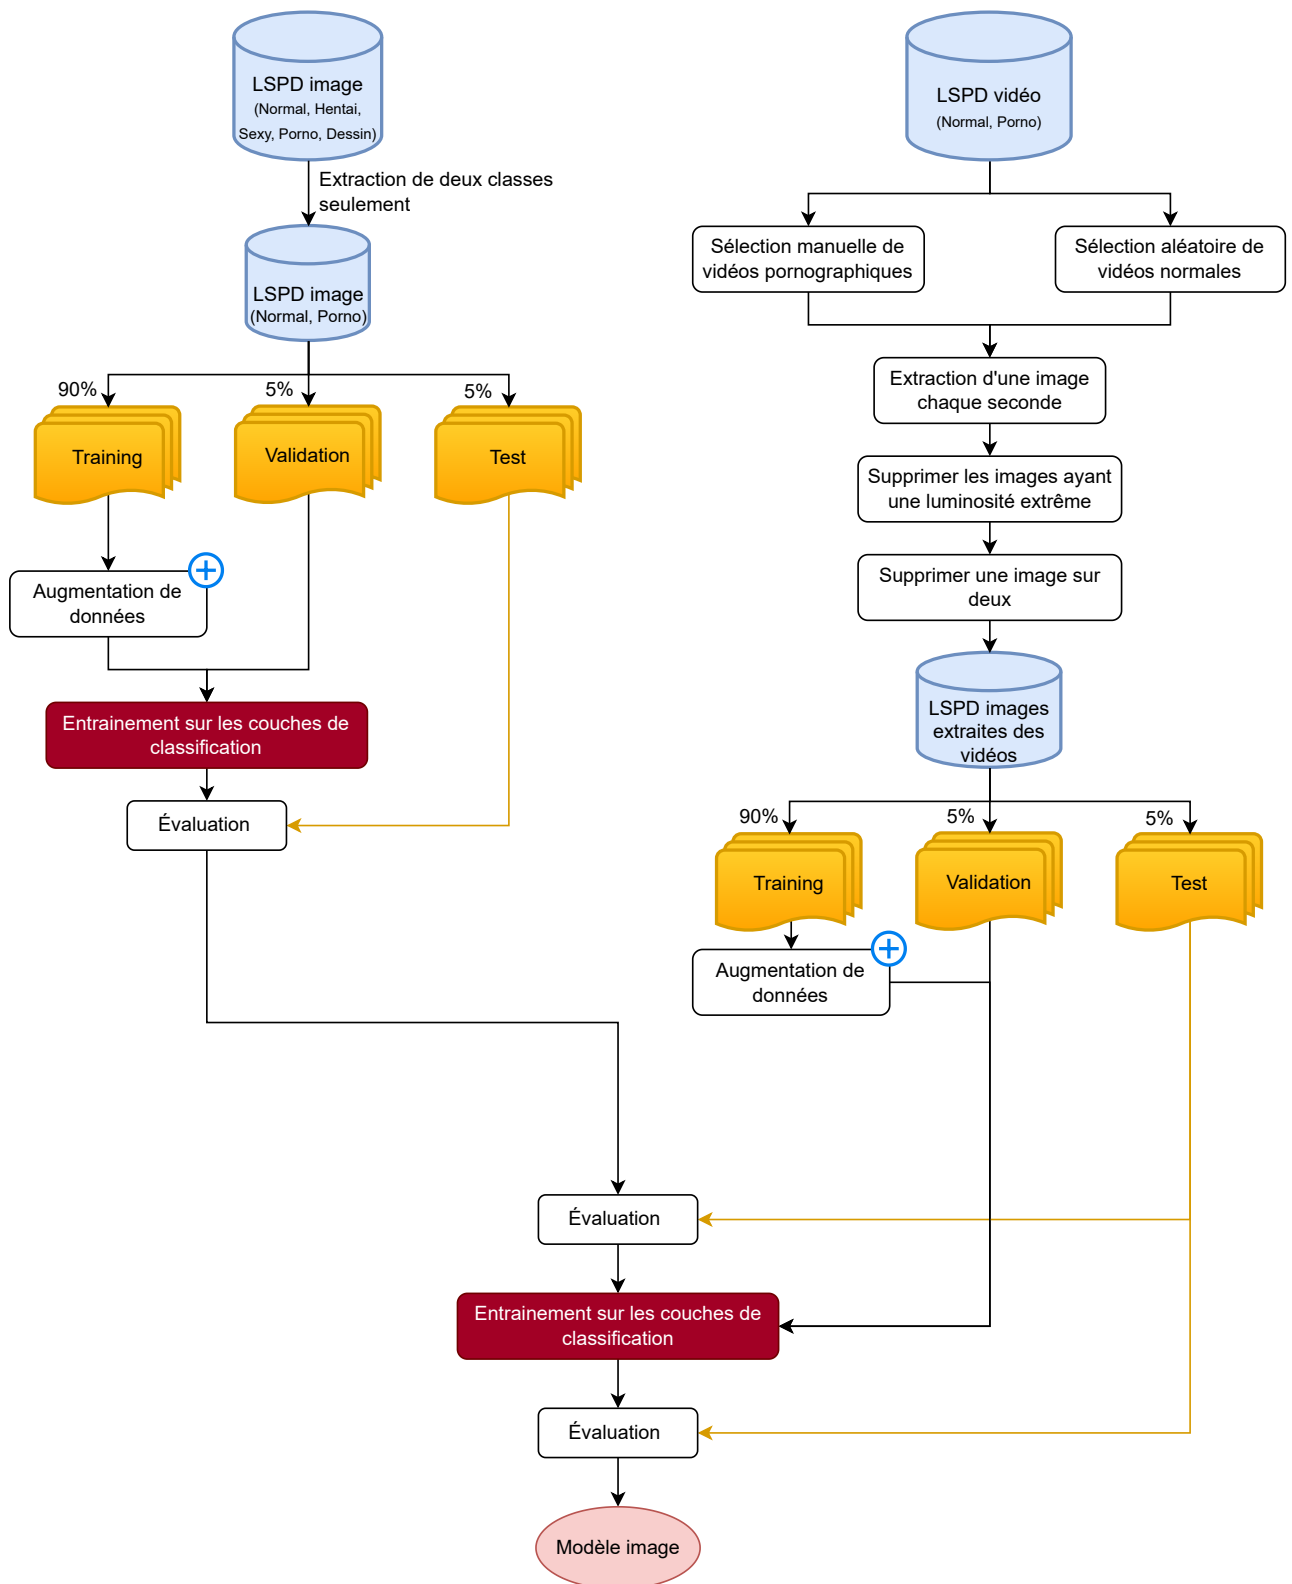 LSPD image
(Normal, Hentai,
Sexy, Porno, Dessin)
Extraction de deux classes
seulement
LSPD image
(Normal, Porno)
90%
5%
5%
Training
Validation
Test
Augmentation de
données
Entrainement sur les couches de
classification
Évaluation
LSPD vidéo
(Normal, Porno)
Sélection manuelle de
vidéos pornographiques
Sélection aléatoire de
vidéos normales
Extraction d'une image
chaque seconde
Supprimer les images ayant
une luminosité extrême
Supprimer une image sur
deux
LSPD images
extraites des
vidéos
90%
5%
5%
Training
Validation
Test
Augmentation de
données
Évaluation
Entrainement sur les couches de
classification
Évaluation
Modèle image